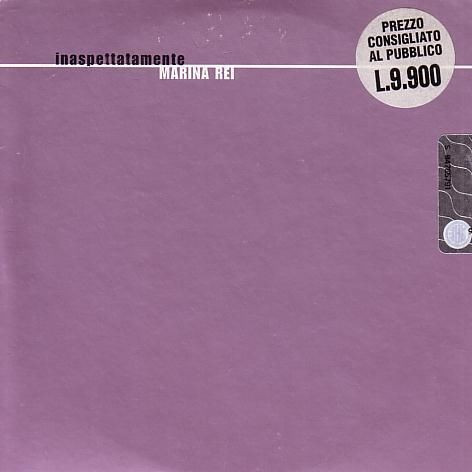 inaspettatamente
MARINA REI
PREZZO
CONSIGLIATO
AL PUBBLICO
L.9.900